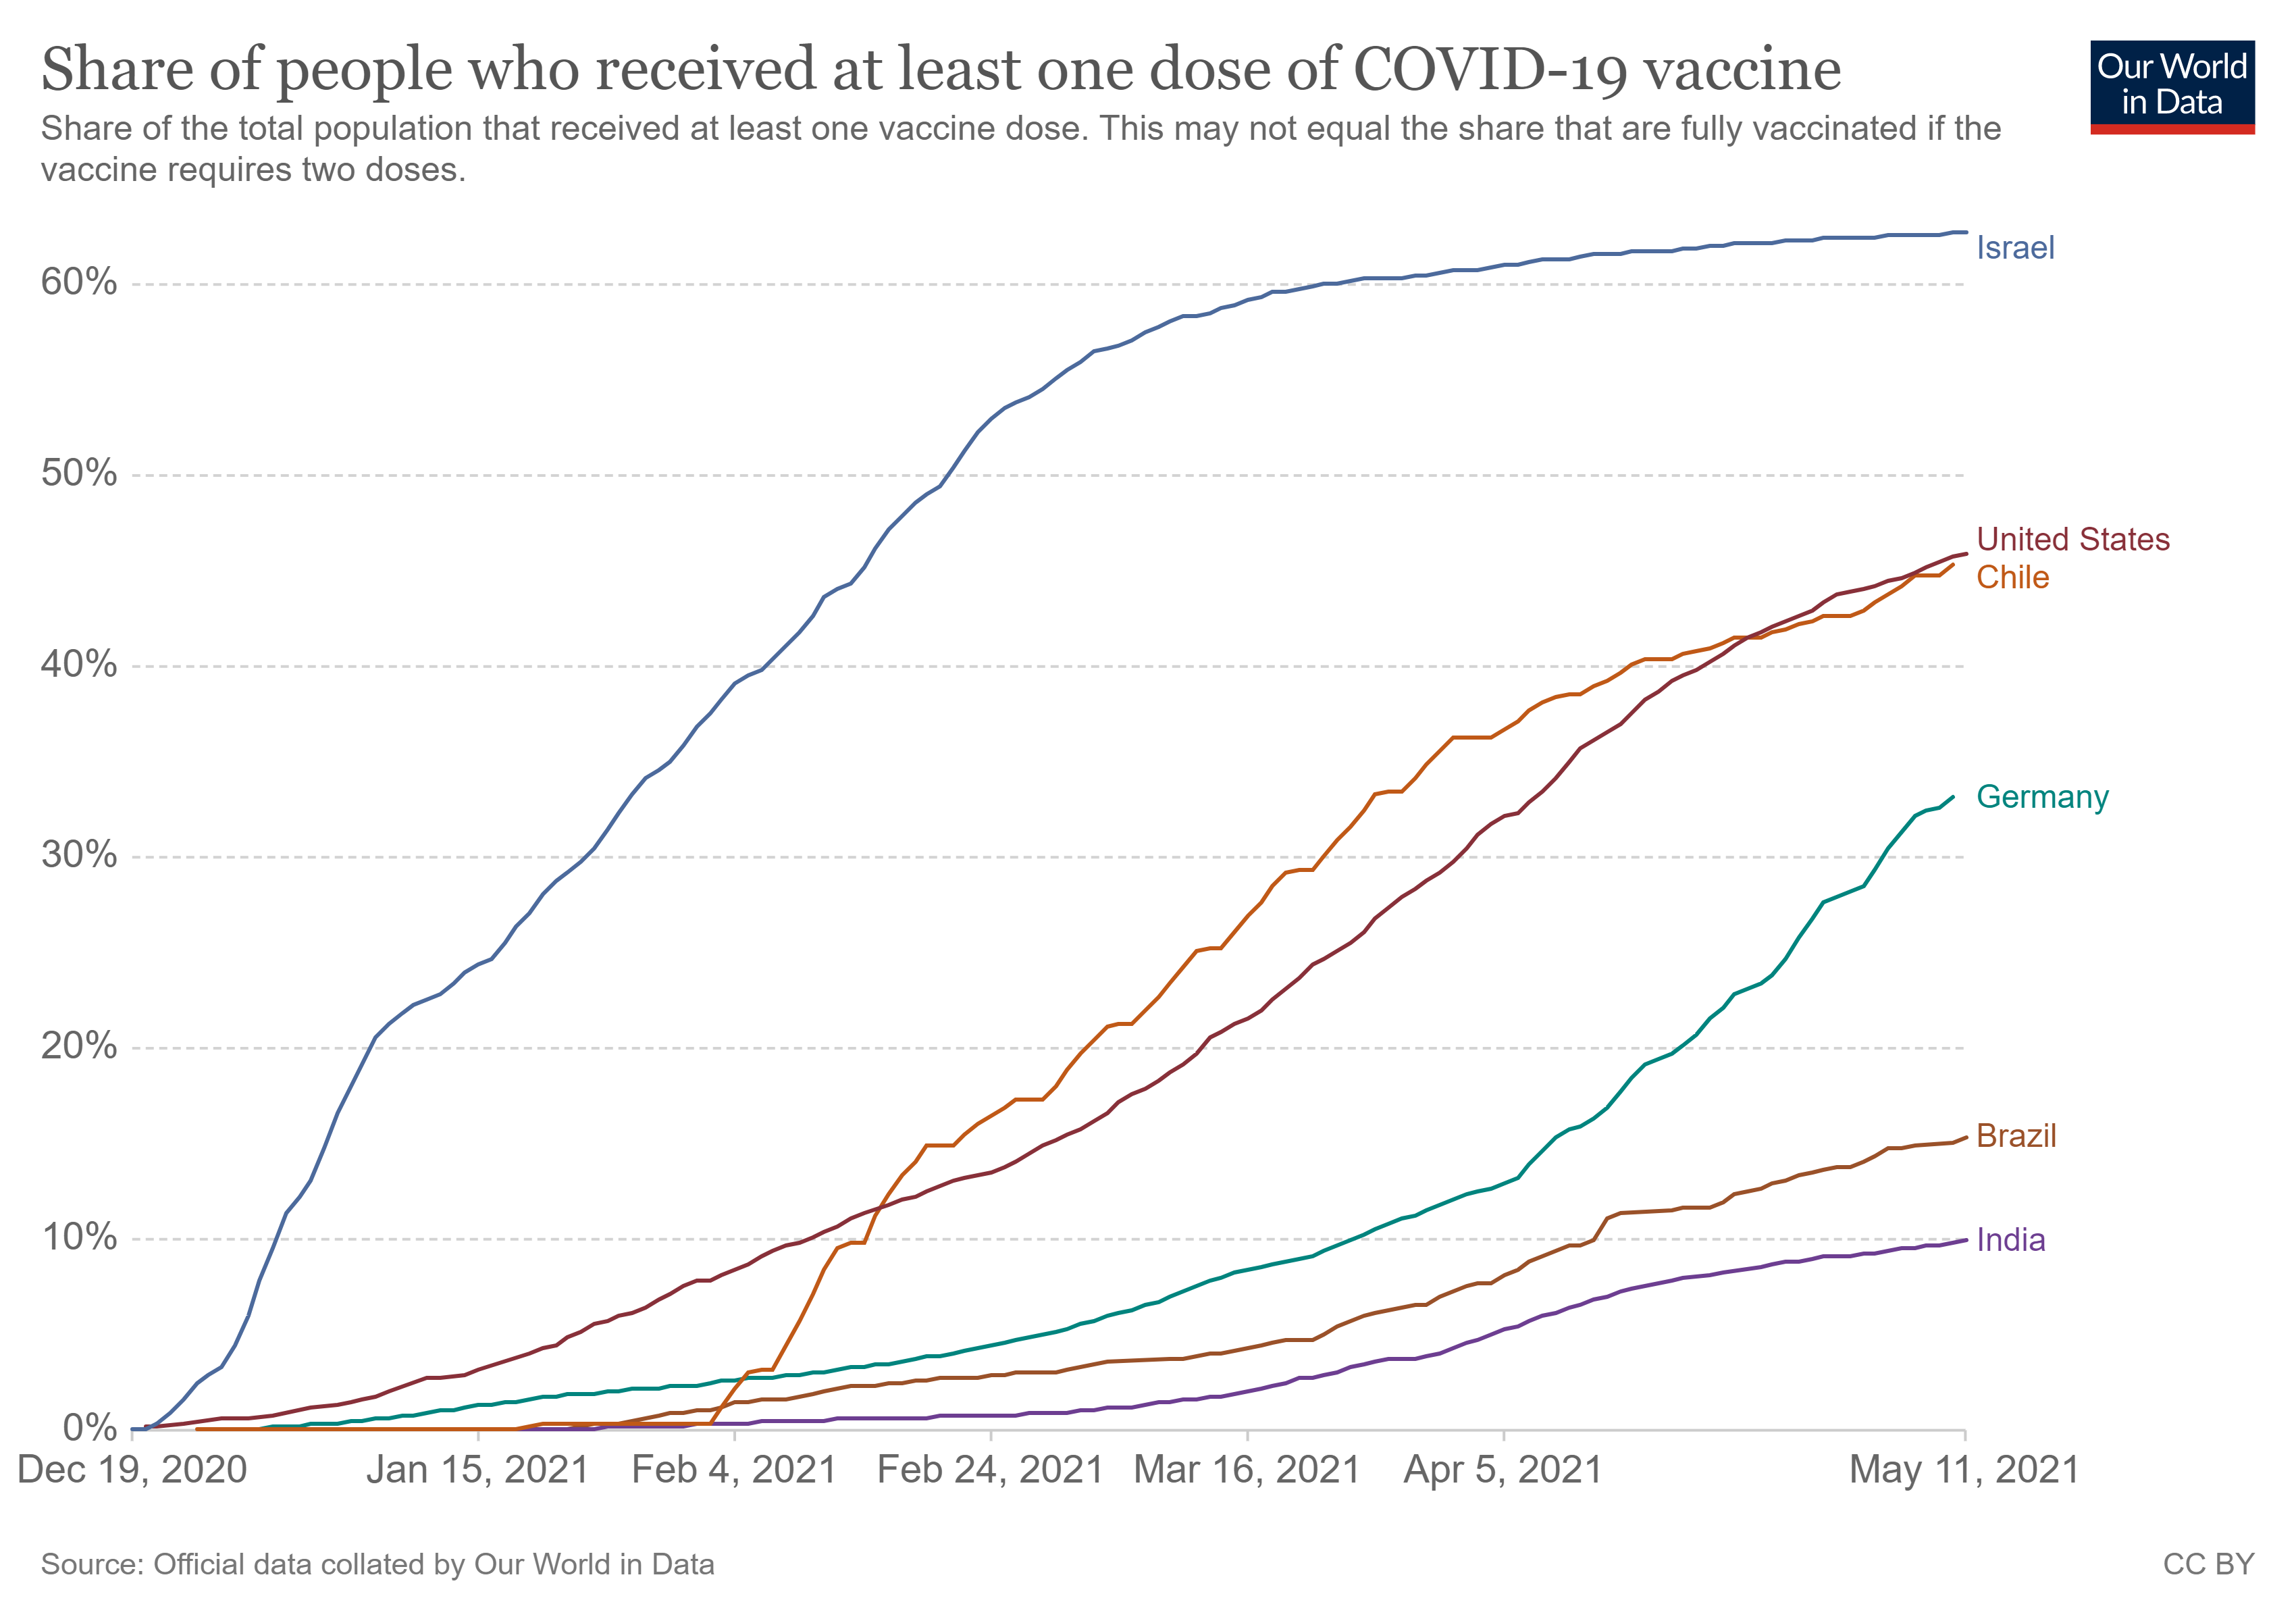 Share of people who received at least one dose of COVID-19 vaccine
Our World
in Data
Share of the total population that received at least one vaccine dose. This may not equal the share that are fully vaccinated if the
vaccine requires two doses.
60%
50%
40%
30%
20%
10%
0%
Israel
United States
Chile
Germany
Brazil
India
Dec 19, 2020
Jan 15, 2021
Feb 4, 2021
Feb 24, 2021
Mar 16, 2021
Apr 5, 2021
May 11, 2021
Source: Official data collated by Our World in Data
CC BY